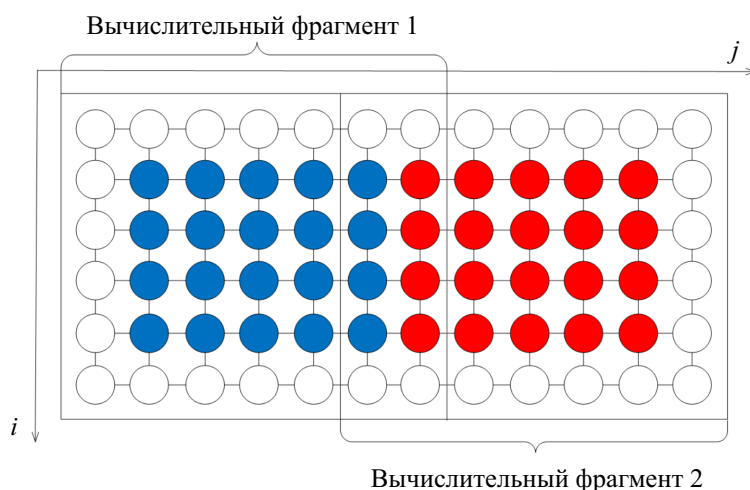 Вычислительный фрагмент 1
j
i
Вычислительный фрагмент 2